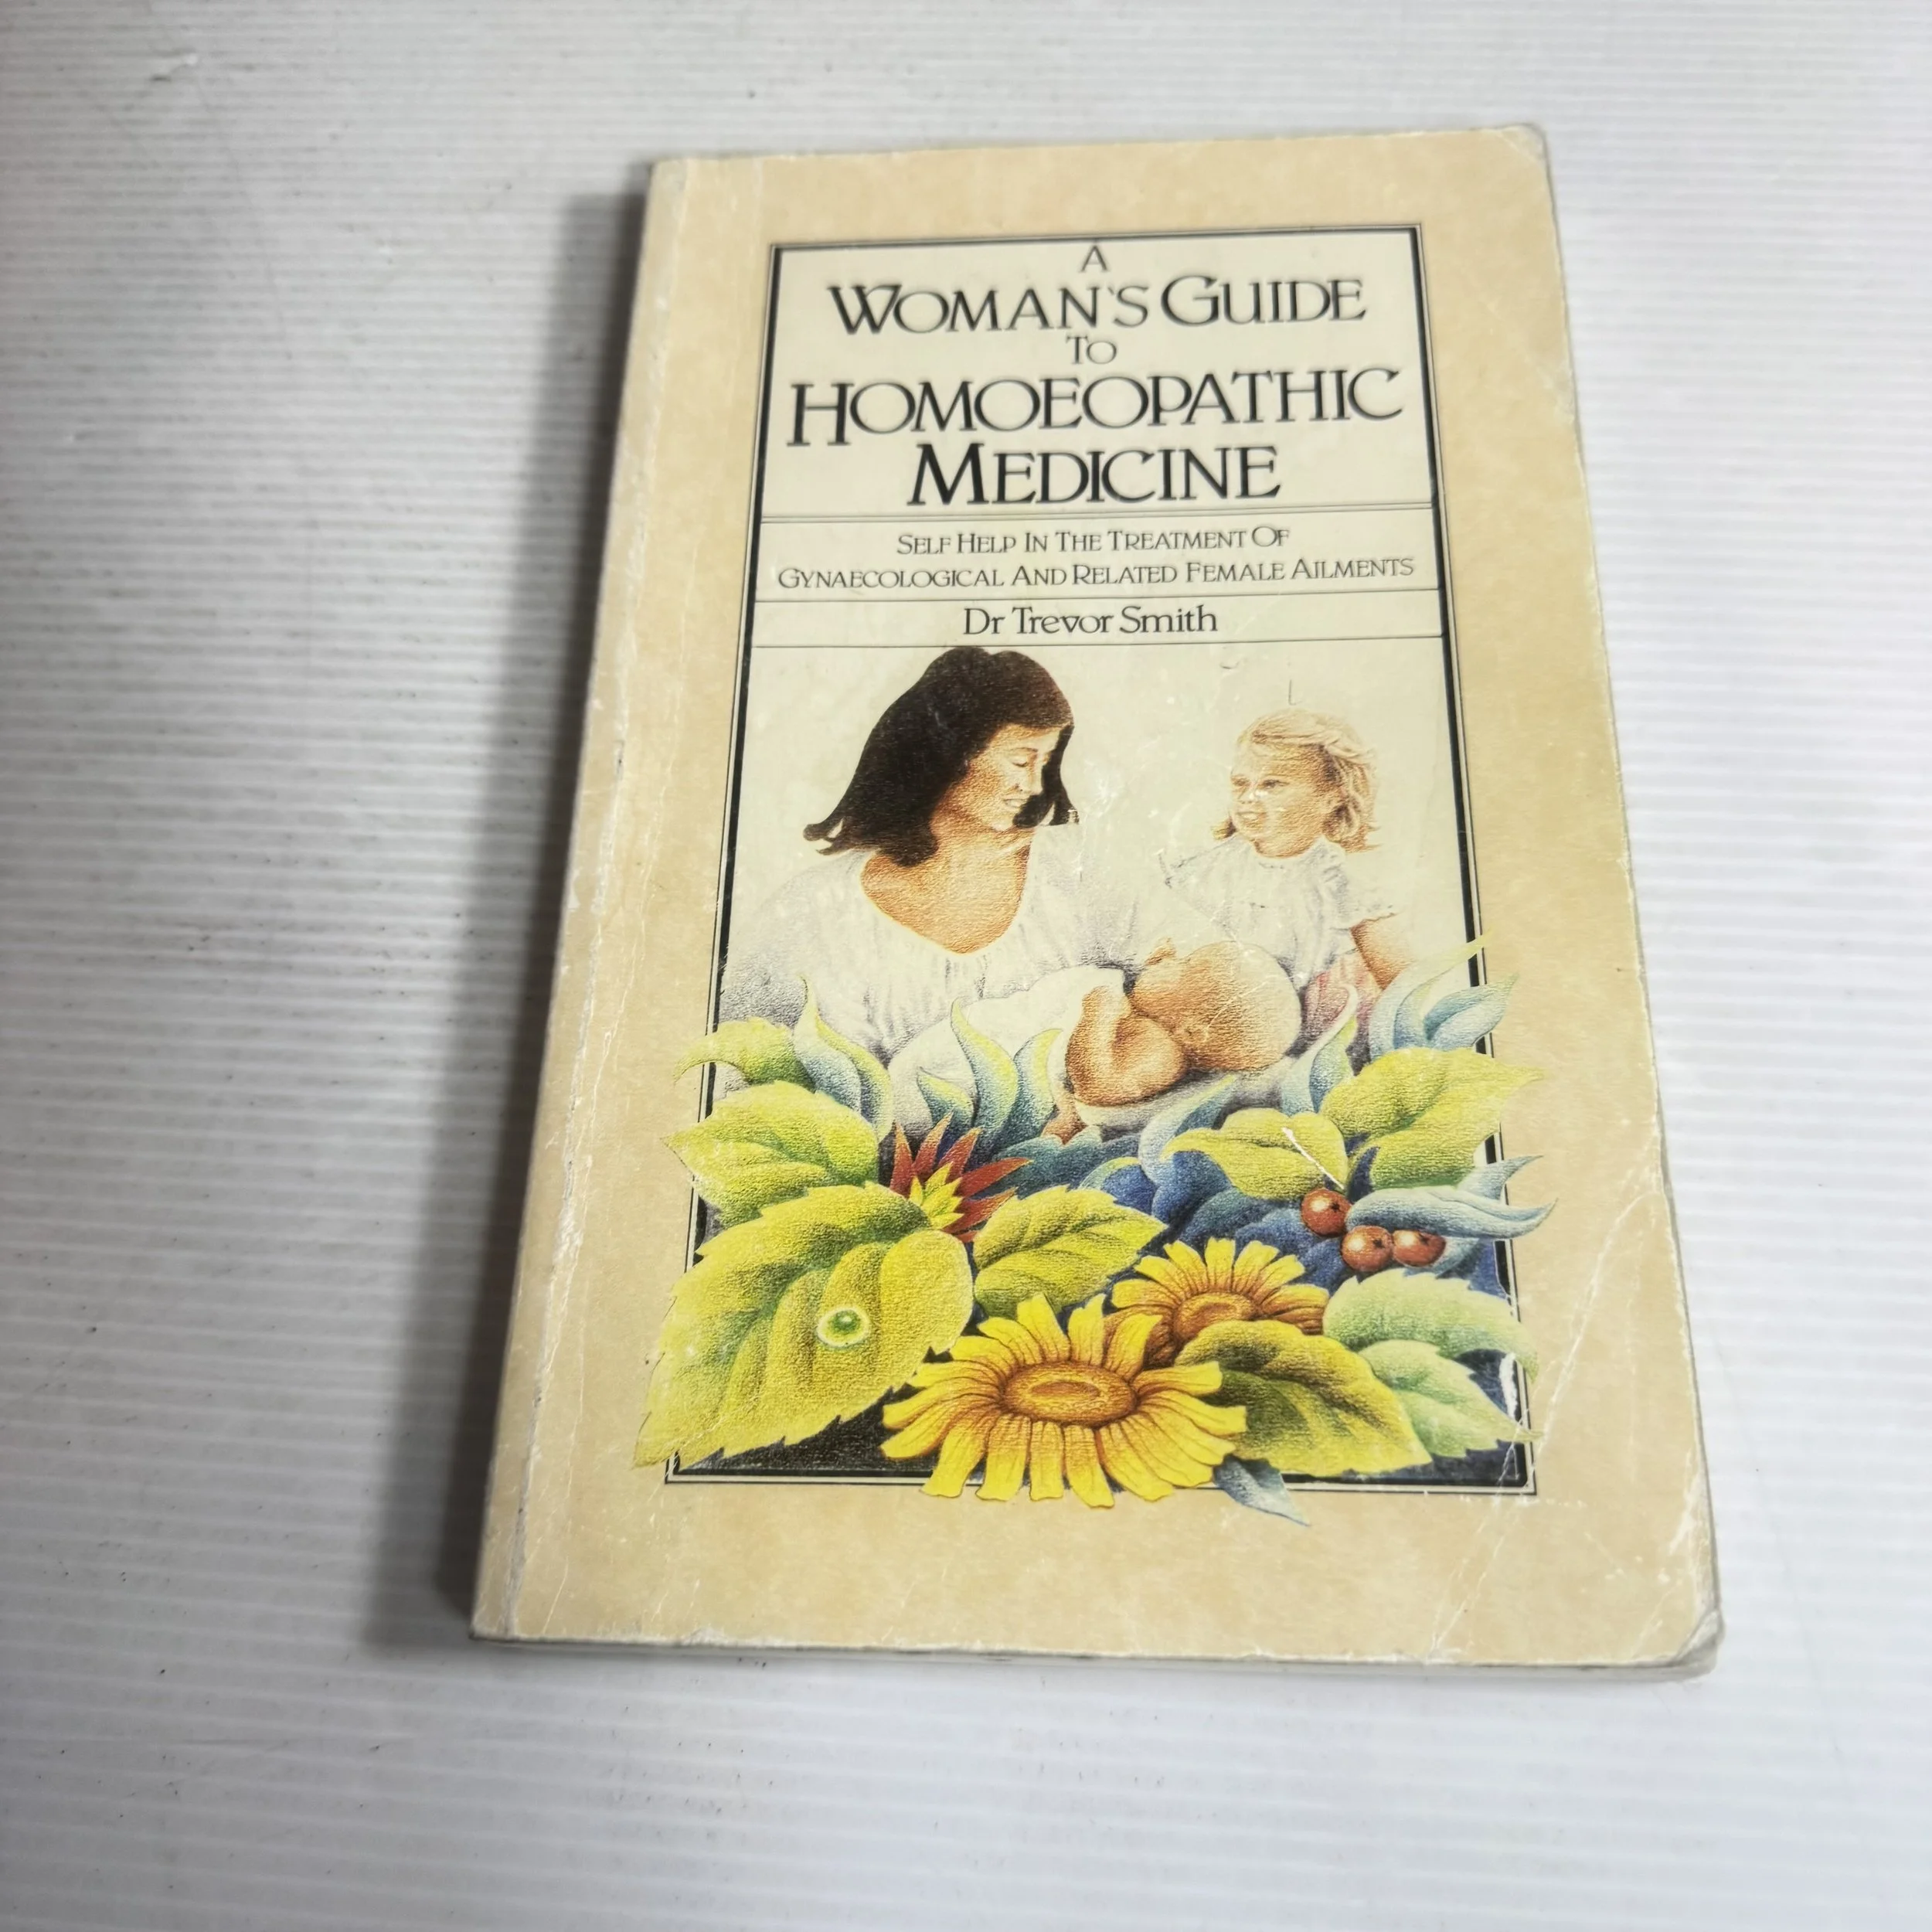 A
WOMAN'S GUIDE
TO
HOMOEOPATHIC
MEDICINE
SELF HELP IN THE TREATMENT OF
GYNAECOLOGICAL AND RELATED FEMALE AILMENTS
Dr Trevor Smith